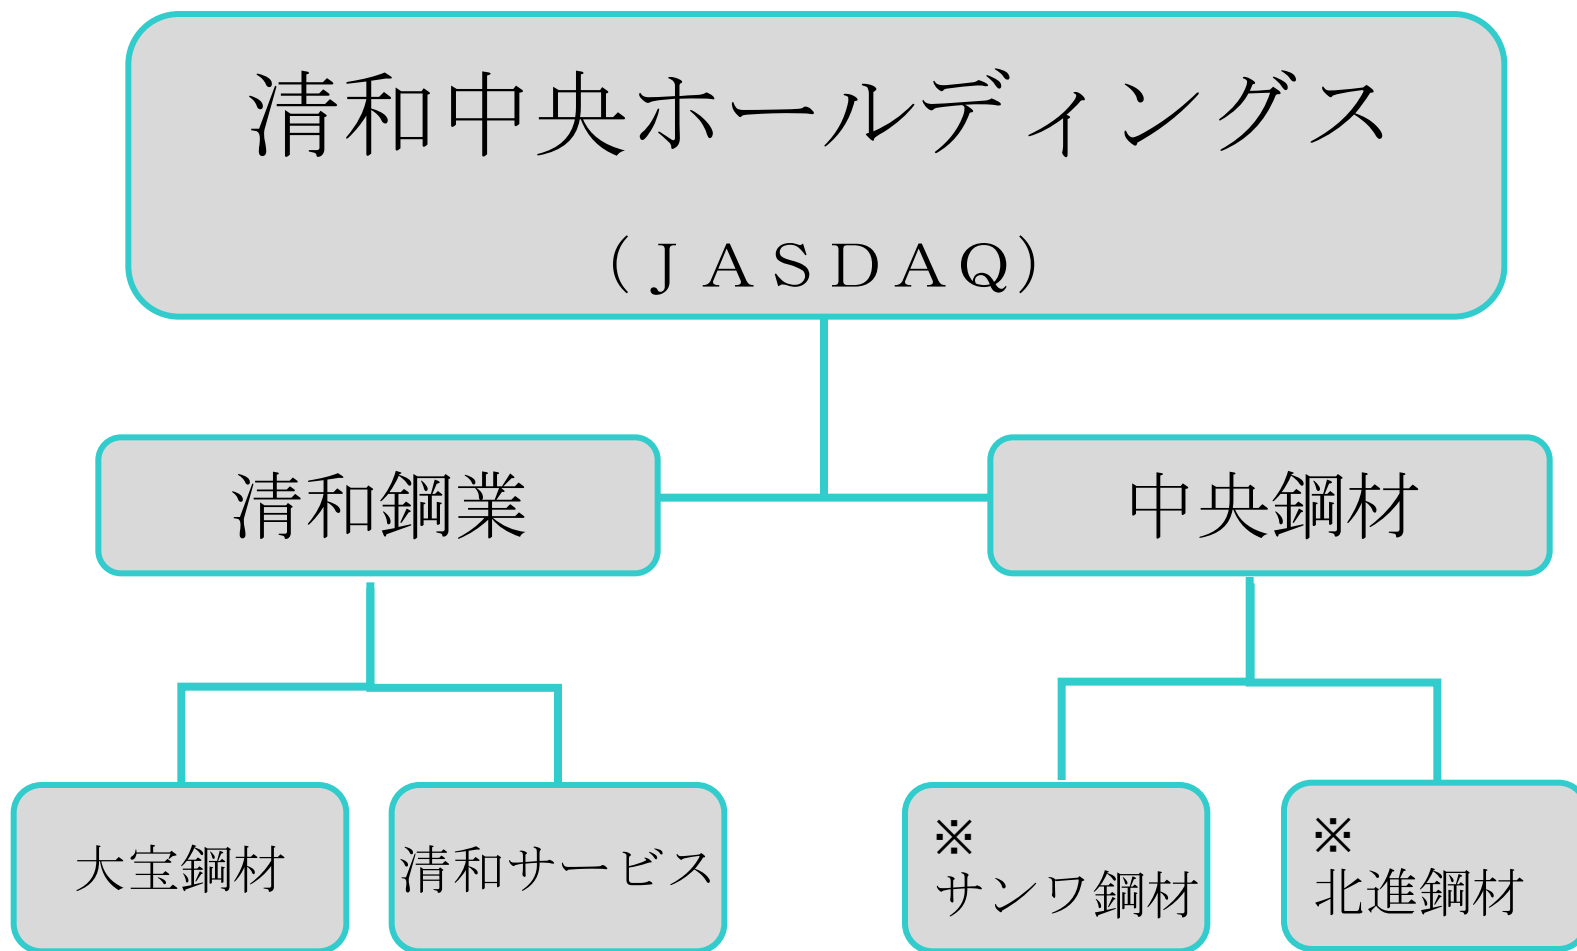 清和中央ホールディングス
（ＪＡＳＤＡＱ）
清和鋼業
中央鋼材
大宝鋼材
清和サービス
※
サンワ鋼材
※
北進鋼材